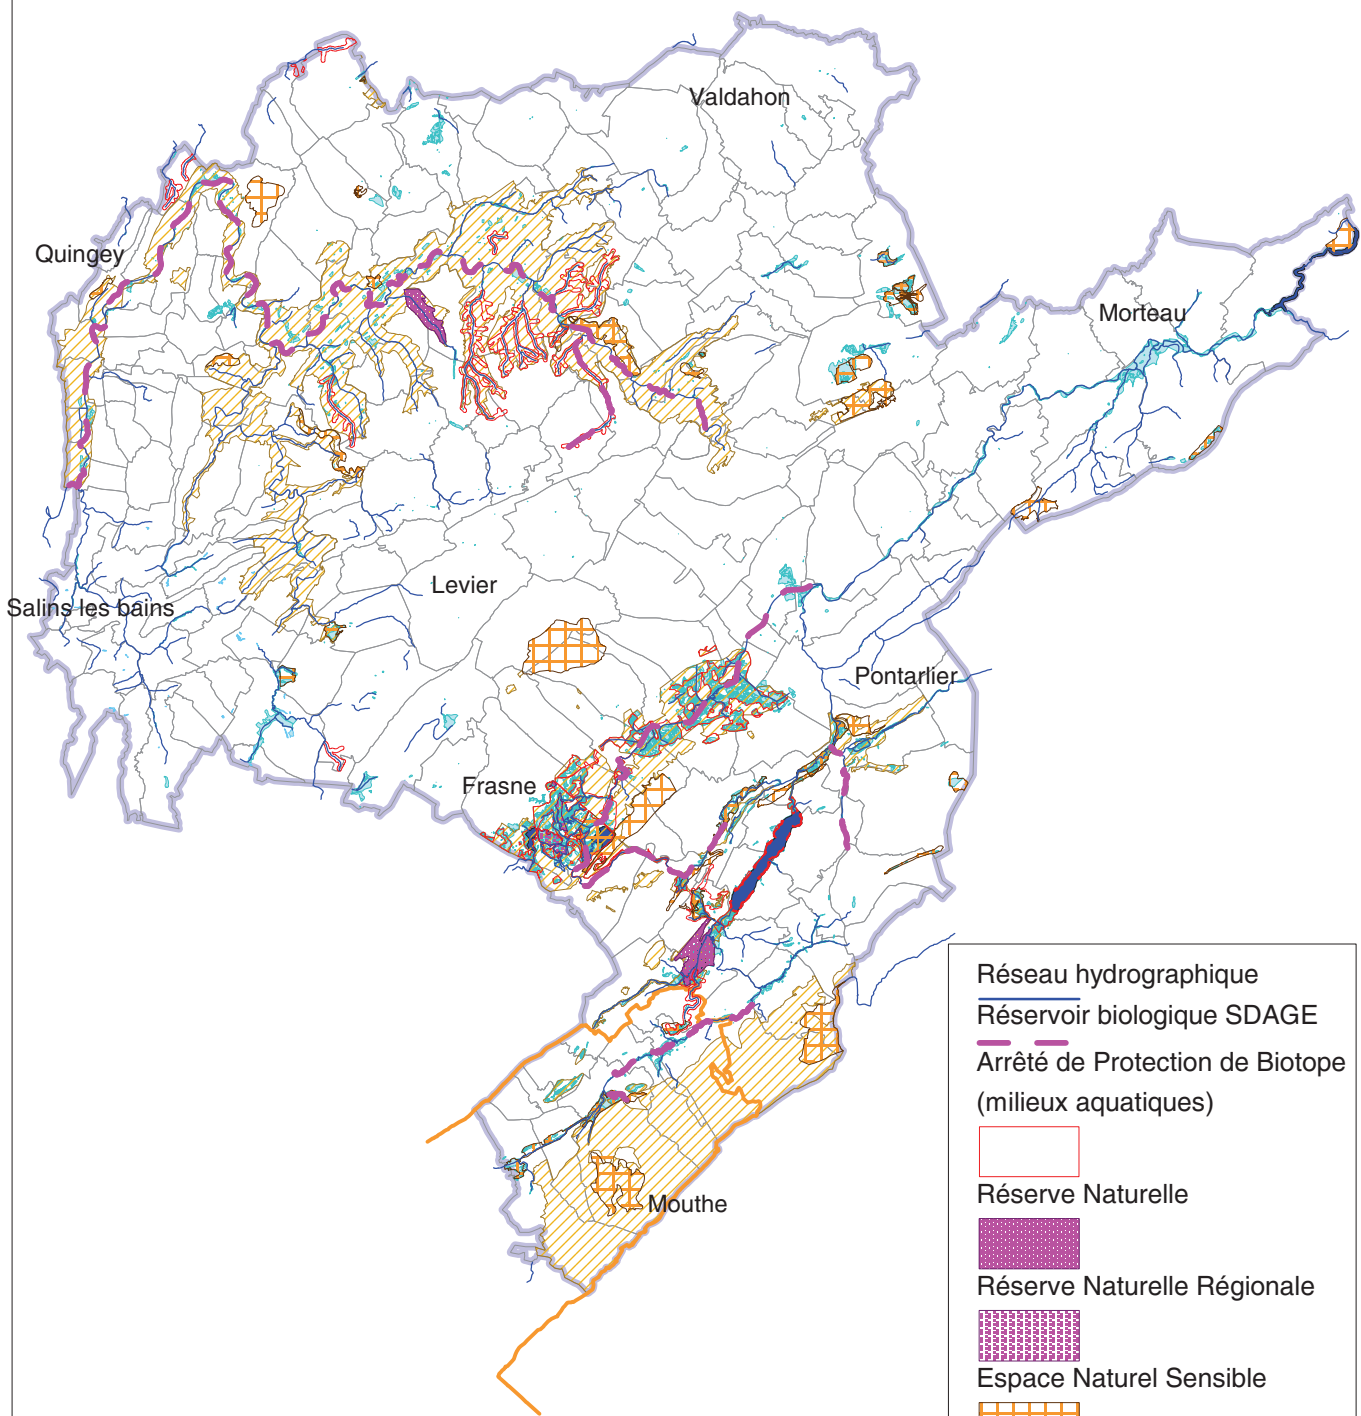 Valdahon
Quingey
Morteau
Levier
Salins les bains
Pontarlier
Frasne
Mouthe
Réseau hydrographique
Réservoir biologique SDAGE
Arrêté de Protection de Biotope
(milieux aquatiques)
Réserve Naturelle
Réserve Naturelle Régionale
Espace Naturel Sensible